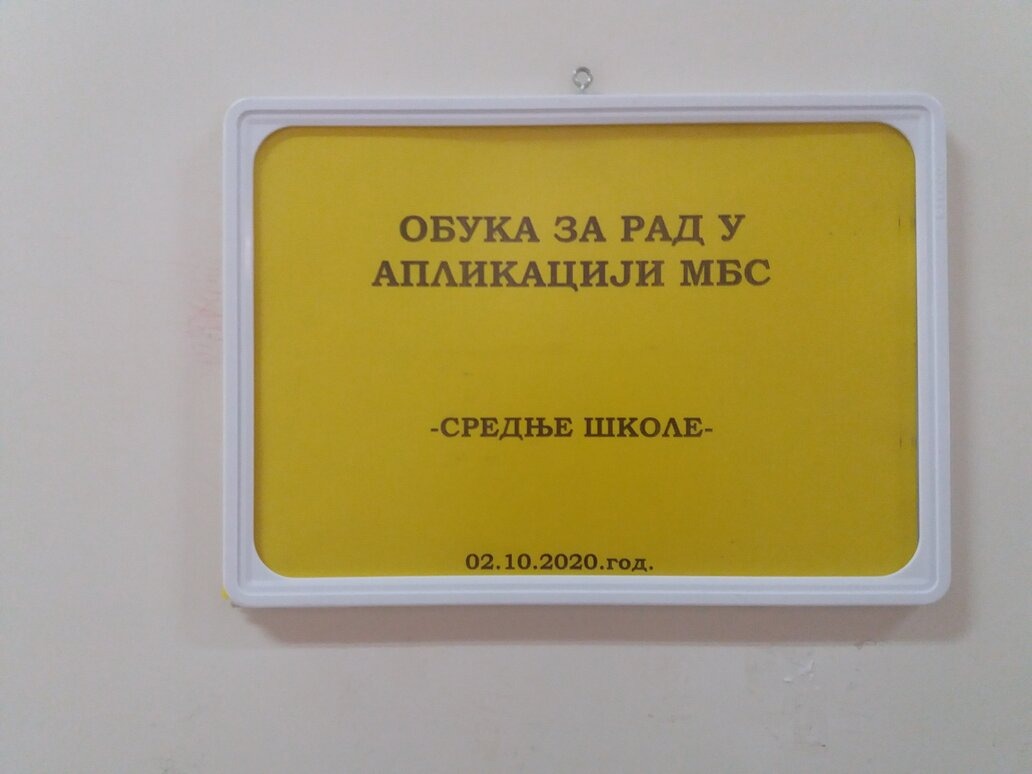 ОБУКА ЗА РАД У
АПЛИКАЦИЈИ МБС
-СРЕДЊЕ ШКОЛЕ-
02.10.2020.год.